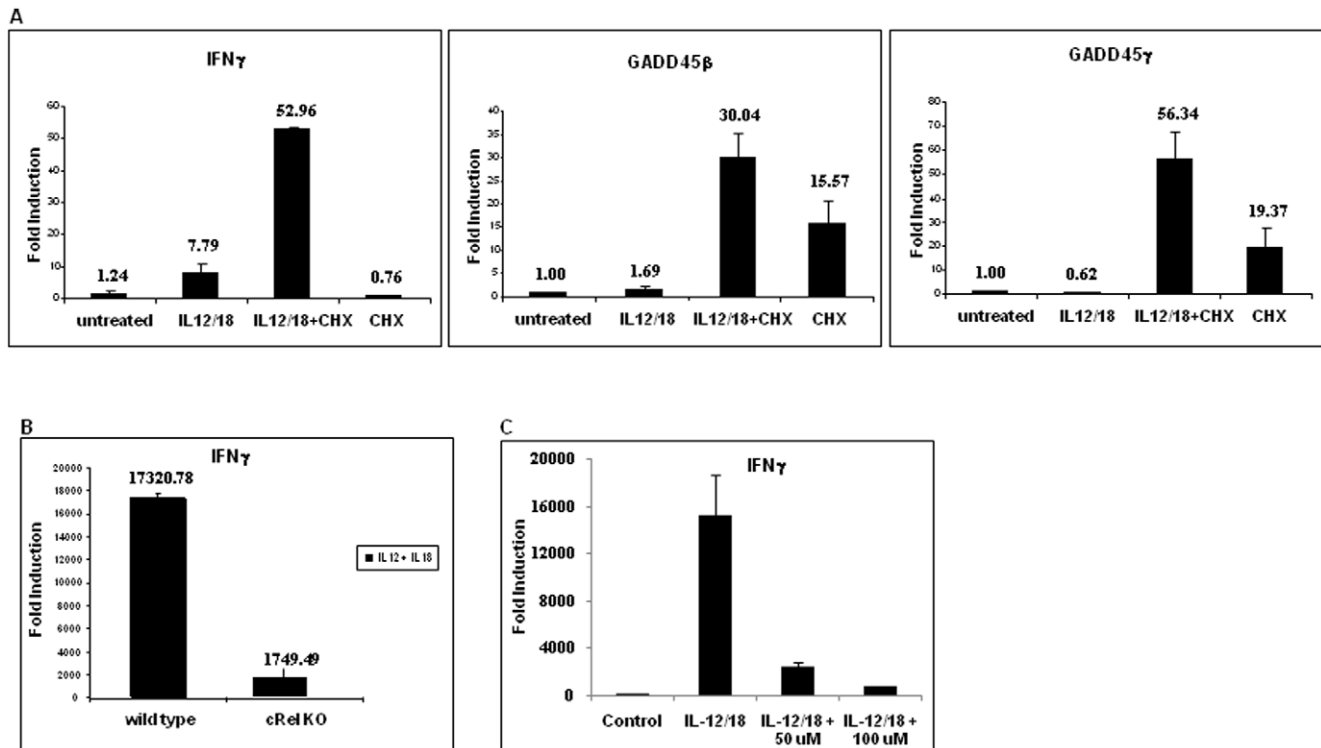 A
IFNγ
Fold Induction
60
50
40
30
20
10
0
1.24
7.79
52.96
0.76
untreated IL12/18 IL12/18+CHX CHX
GADD45β
Fold Induction
40
35
30
25
20
15
10
5
0
1.00
1.69
30.04
15.57
untreated IL12/18 IL12/18+CHX CHX
GADD45γ
Fold Induction
80
70
60
50
40
30
20
10
0
1.00
0.62
56.34
19.37
untreated IL12/18 IL12/18+CHX CHX
B
IFNγ
Fold Induction
20000
18000
16000
14000
12000
10000
8000
6000
4000
2000
0
17320.78
1749.49
IL12 + IL18
wild type cRel KO
C
IFNγ
Fold Induction
20000
16000
12000
8000
4000
0
Control IL-12/18 IL-12/18 + IL-12/18 +
50 uM 100 uM